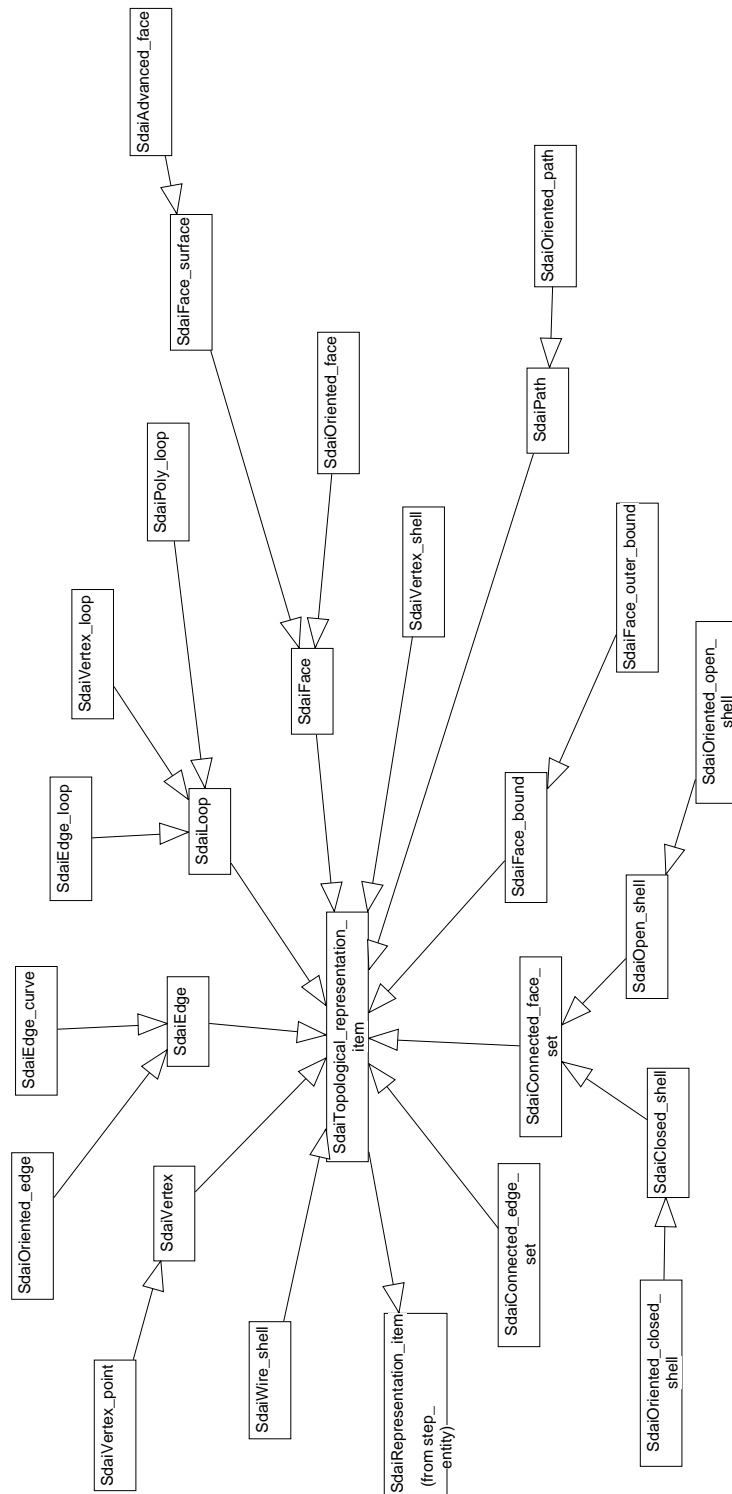 SdaiOriented_edge
SdaiEdge_curve
SdaiEdge_loop
SdaiVertex_loop
SdaiVertex_point
SdaiAdvanced_face
SdaiPoly_loop
SdaiVertex
SdaiEdge
SdaiFace_surface
SdaiLoop
SdaiWire_shell
SdaiFace
SdaiOriented_face
SdaiTopological_representation_
item
SdaiRepresentation_item
(from step_
entity)
SdaiVertex_shell
SdaiConnected_edge_
set
SdaiConnected_face_
set
SdaiFace_bound
SdaiPath
SdaiOriented_path
SdaiOriented_closed_
shell
SdaiClosed_shell
SdaiOpen_shell
SdaiFace_outer_bound
SdaiOriented_open_
shell